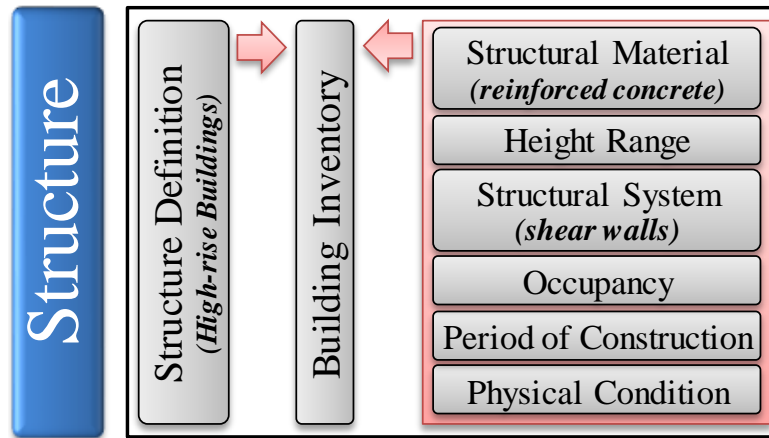 Structure
Structure Definition
(High-rise Buildings)
Building Inventory
Structural Material
(reinforced concrete)
Height Range
Structural System
(shear walls)
Occupancy
Period of Construction
Physical Condition